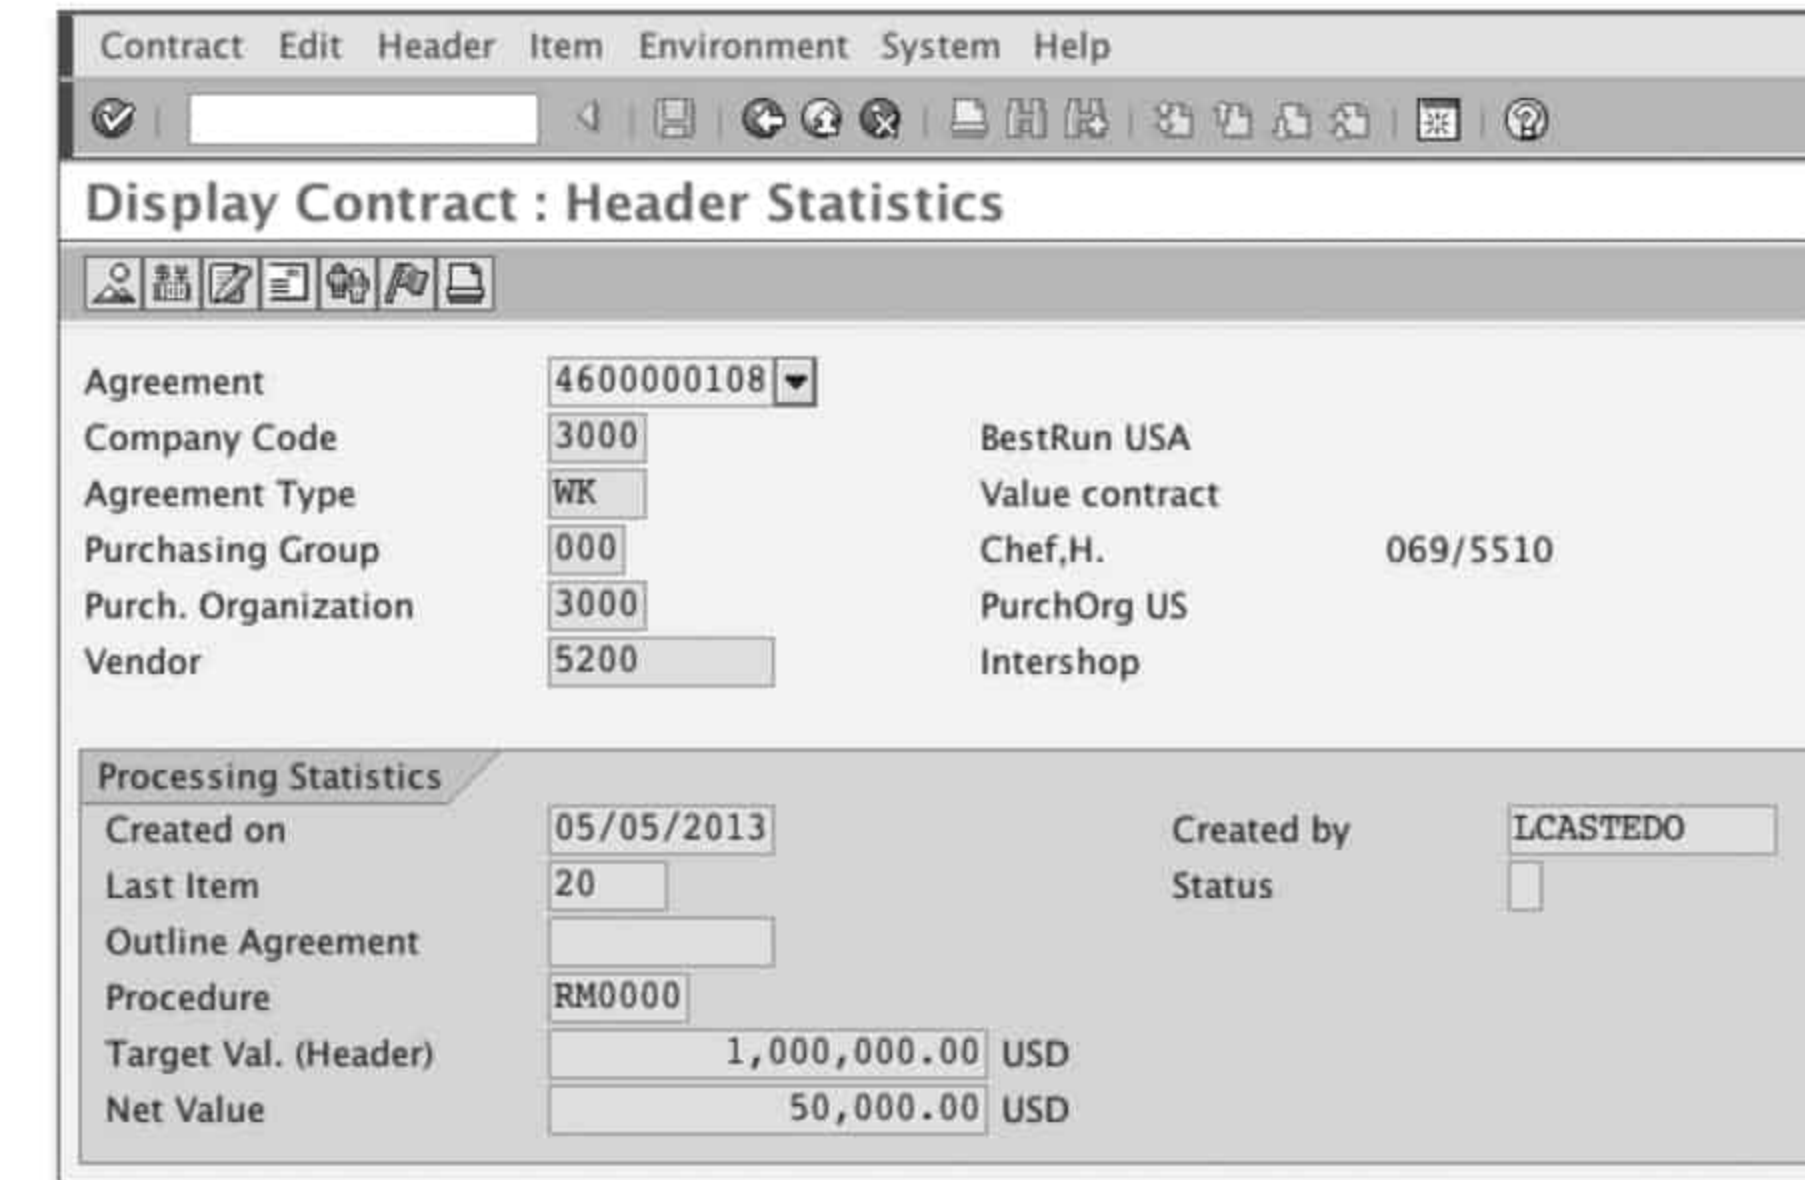 Contract Edit Header Item Environment System Help
Display Contract : Header Statistics
Agreement 4600000108
Company Code 3000 BestRun USA
Agreement Type WK Value contract
Purchasing Group 000 Chef,H. 069/5510
Purch. Organization 3000 PurchOrg US
Vendor 5200 Intershop
Processing Statistics
Created on 05/05/2013 Created by LCASTEDO
Last Item 20 Status
Outline Agreement
Procedure RM0000
Target Val. (Header) 1,000,000.00 USD
Net Value 50,000.00 USD